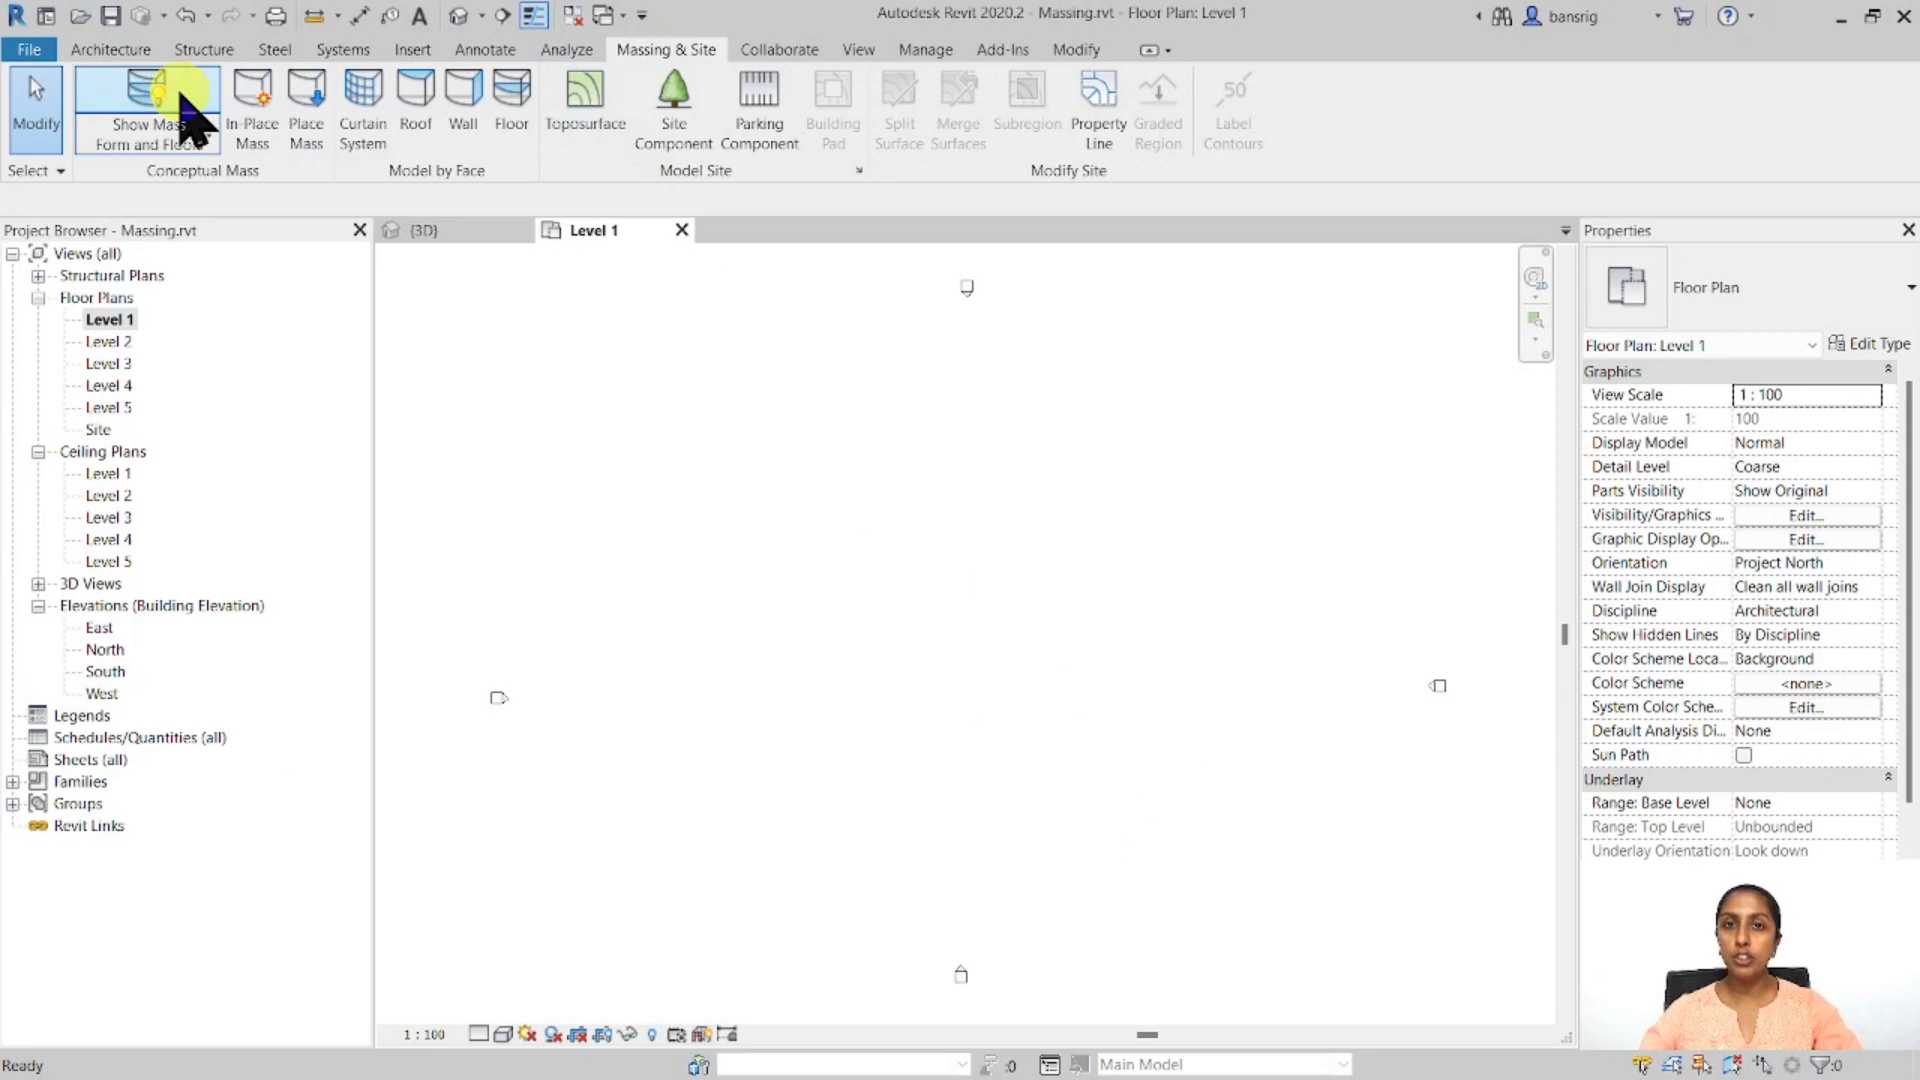 Autodesk Revit 2020.2 - Massing.rvt - Floor Plan: Level 1
bansrig
File Architecture Structure Steel Systems Insert Annotate Analyze Massing & Site Collaborate View Manage Add-Ins Modify
Modify
Show Mass
Form and Floors
In-Place
Mass
Place
Mass
Curtain
System
Roof
Wall
Floor
Toposurface
Site
Component
Parking
Component
Building
Pad
Split
Surface
Merge
Surfaces
Subregion
Property
Line
Graded
Region
50
Label
Contours
Select
Conceptual Mass
Model by Face
Model Site
Modify Site
Project Browser - Massing.rvt
{3D}
Level 1
Properties
Views (all)
Structural Plans
Floor Plans
Level 1
Level 2
Level 3
Level 4
Level 5
Site
Ceiling Plans
Level 1
Level 2
Level 3
Level 4
Level 5
3D Views
Elevations (Building Elevation)
East
North
South
West
Legends
Schedules/Quantities (all)
Sheets (all)
Families
Groups
Revit Links
Floor Plan
Floor Plan: Level 1
Edit Type
Graphics
View Scale 1 : 100
Scale Value 1: 100
Display Model Normal
Detail Level Coarse
Parts Visibility Show Original
Visibility/Graphics ... Edit...
Graphic Display Op... Edit...
Orientation Project North
Wall Join Display Clean all wall joins
Discipline Architectural
Show Hidden Lines By Discipline
Color Scheme Loca... Background
Color Scheme <none>
System Color Sche... Edit...
Default Analysis Di... None
Sun Path
Underlay
Range: Base Level None
Range: Top Level Unbounded
Underlay Orientation Look down
1 : 100
Ready
:0
Main Model
:0